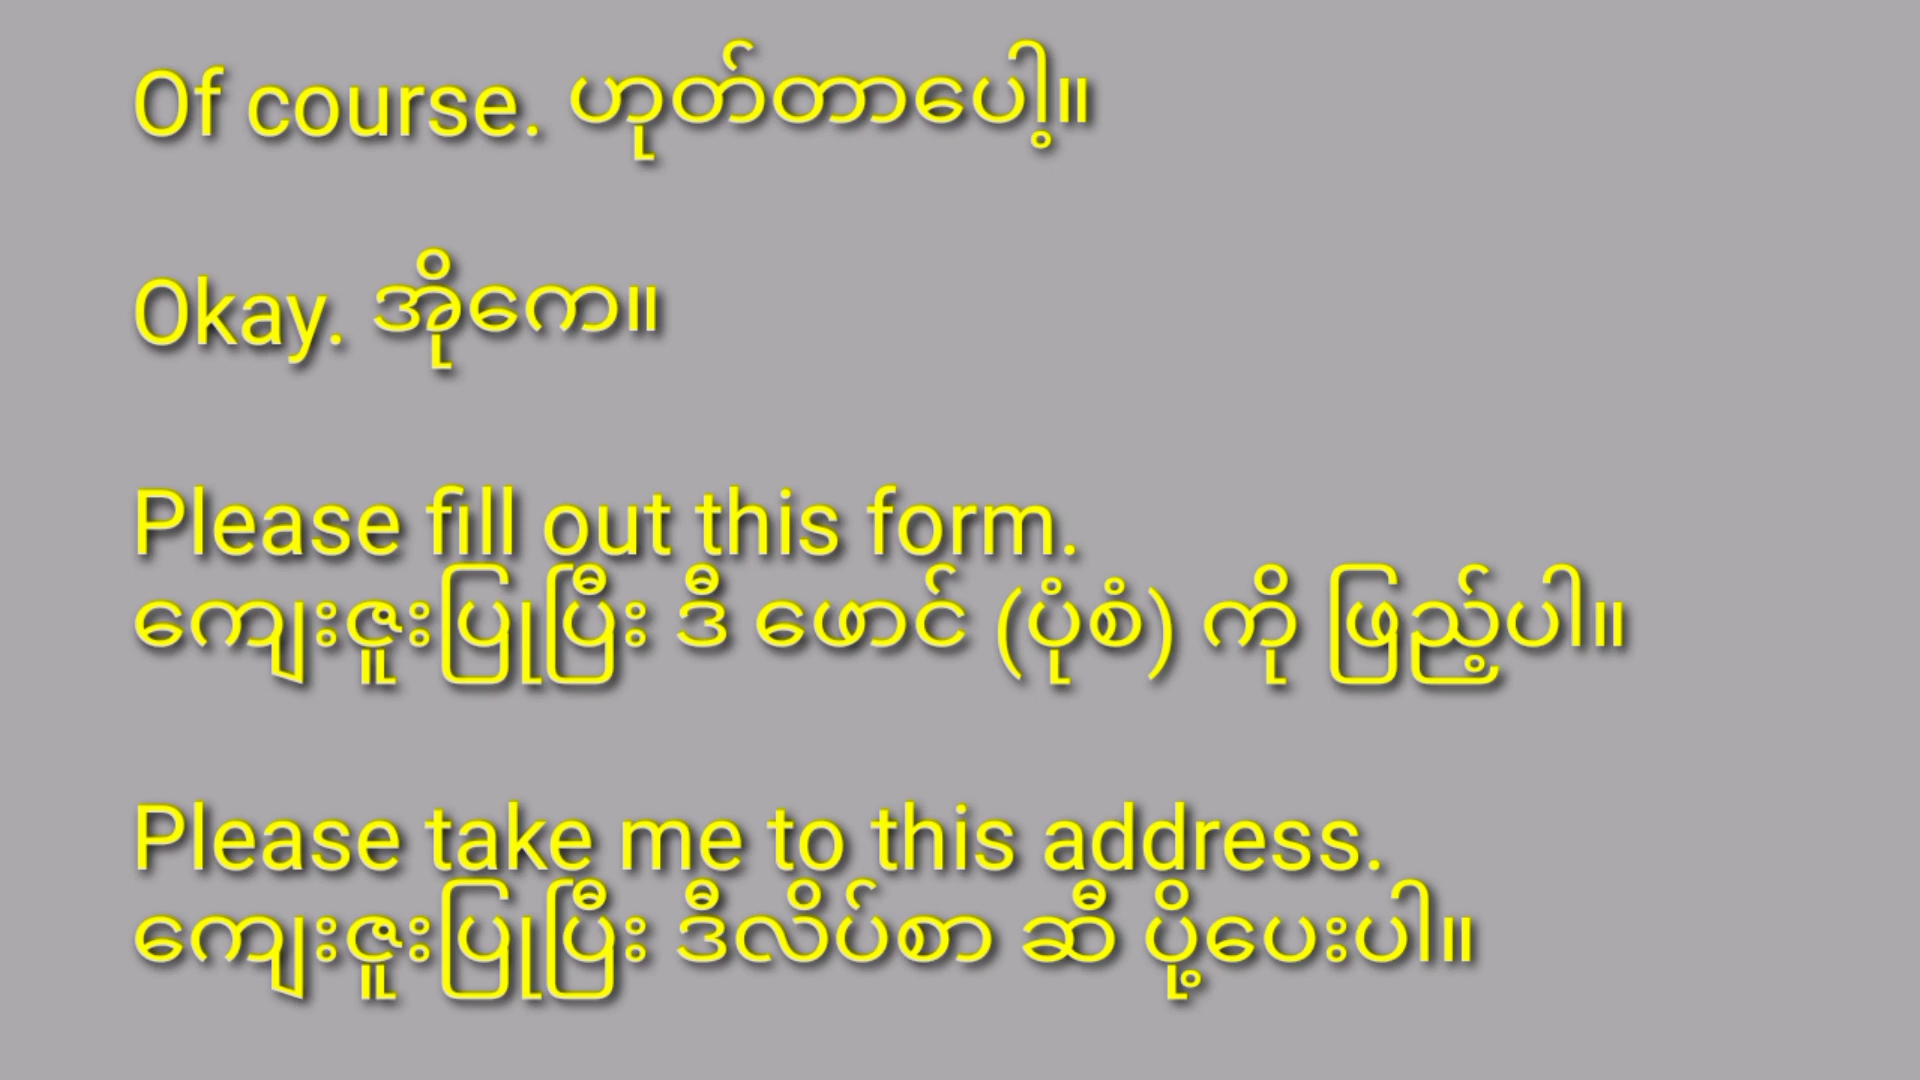 Of course. ဟုတ်တာပေါ့။
Okay. အိုကေ။
Please fill out this form.
ကျေးဇူးပြုပြီး ဒီ ဖောင် (ပုံစံ) ကို ဖြည့်ပါ။
Please take me to this address.
ကျေးဇူးပြုပြီး ဒီလိပ်စာ ဆီ ပို့ပေးပါ။